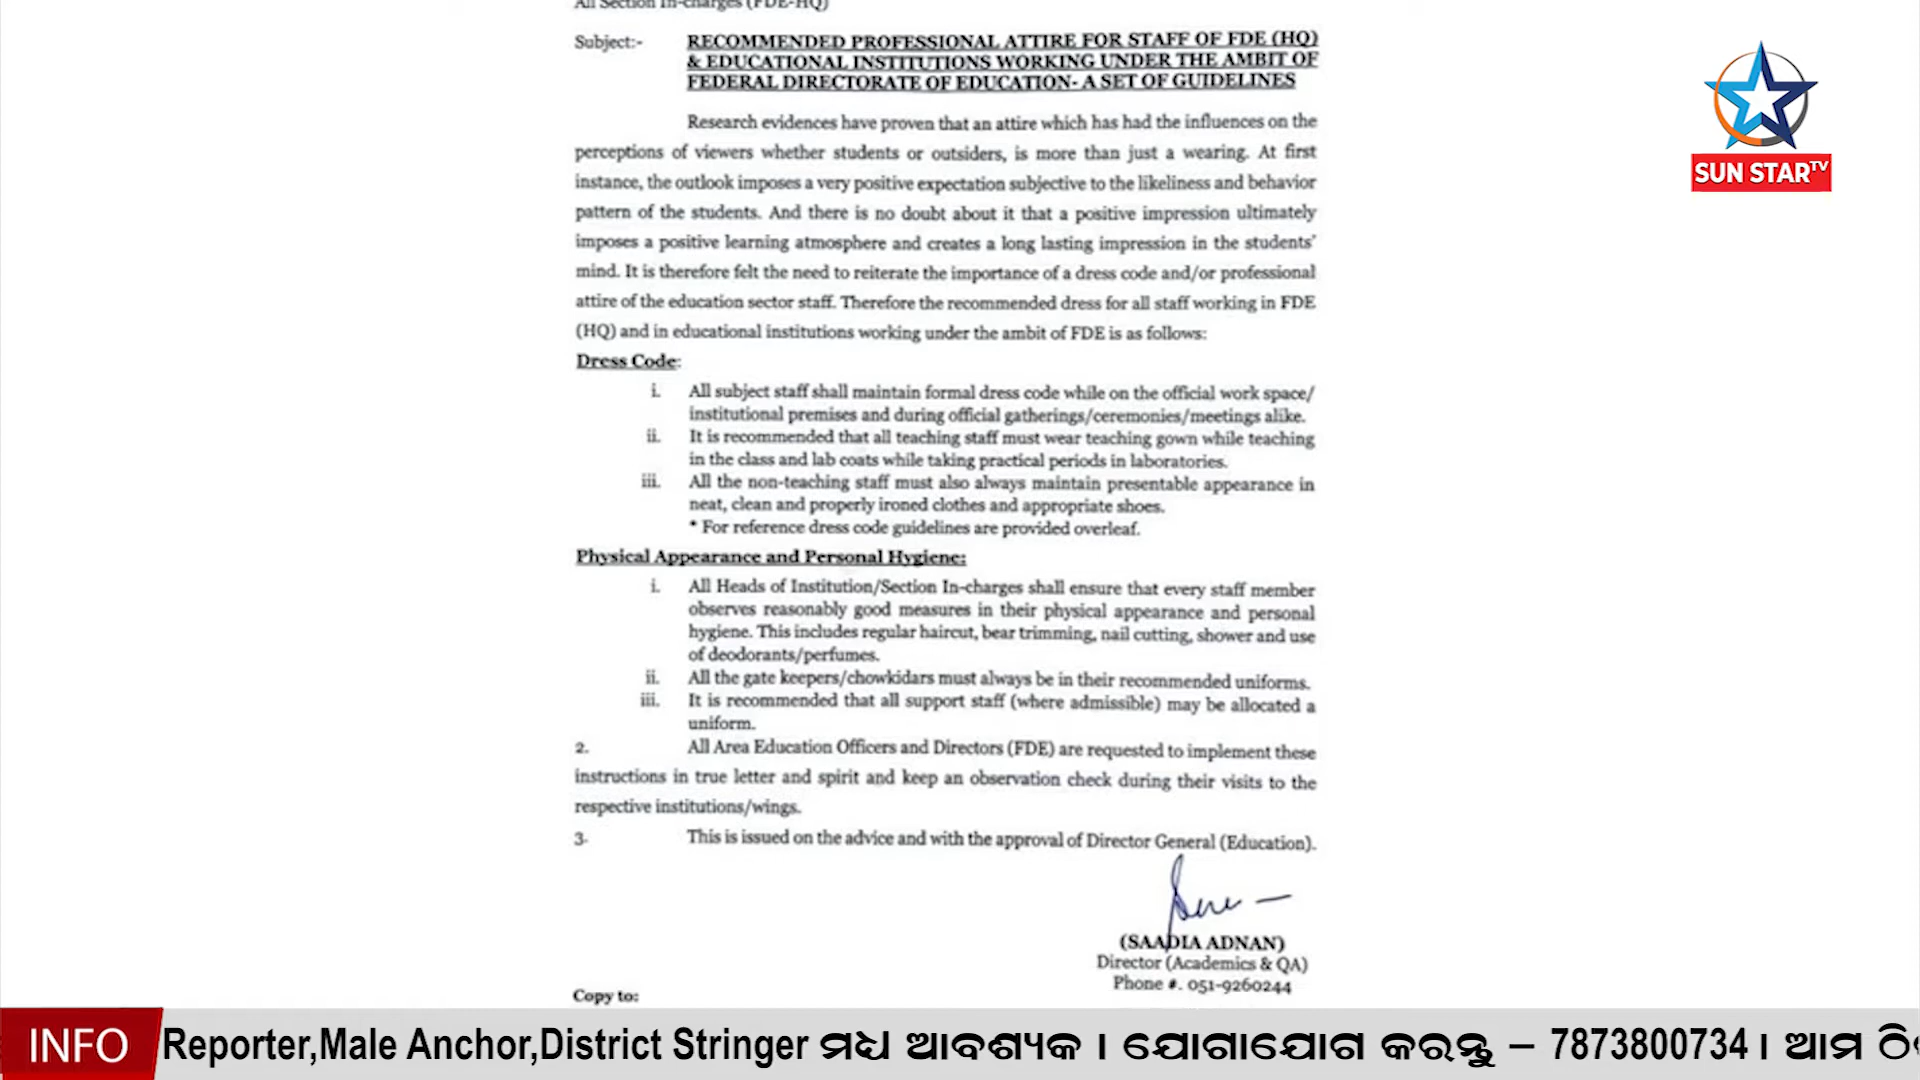 All Section In-charges (FDE-HQ)
Subject:- RECOMMENDED PROFESSIONAL ATTIRE FOR STAFF OF FDE (HQ)
& EDUCATIONAL INSTITUTIONS WORKING UNDER THE AMBIT OF
FEDERAL DIRECTORATE OF EDUCATION- A SET OF GUIDELINES
Research evidences have proven that an attire which has had the influences on the
perceptions of viewers whether students or outsiders, is more than just a wearing. At first
instance, the outlook imposes a very positive expectation subjective to the likeliness and behavior
pattern of the students. And there is no doubt about it that a positive impression ultimately
imposes a positive learning atmosphere and creates a long lasting impression in the students'
mind. It is therefore felt the need to reiterate the importance of a dress code and/or professional
attire of the education sector staff. Therefore the recommended dress for all staff working in FDE
(HQ) and in educational institutions working under the ambit of FDE is as follows:
Dress Code:
i. All subject staff shall maintain formal dress code while on the official work space/
institutional premises and during official gatherings/ceremonies/meetings alike.
ii. It is recommended that all teaching staff must wear teaching gown while teaching
in the class and lab coats while taking practical periods in laboratories.
iii. All the non-teaching staff must also always maintain presentable appearance in
neat, clean and properly ironed clothes and appropriate shoes.
* For reference dress code guidelines are provided overleaf.
Physical Appearance and Personal Hygiene:
i. All Heads of Institution/Section In-charges shall ensure that every staff member
observes reasonably good measures in their physical appearance and personal
hygiene. This includes regular haircut, bear trimming, nail cutting, shower and use
of deodorants/perfumes.
ii. All the gate keepers/chowkidars must always be in their recommended uniforms.
iii. It is recommended that all support staff (where admissible) may be allocated a
uniform.
2. All Area Education Officers and Directors (FDE) are requested to implement these
instructions in true letter and spirit and keep an observation check during their visits to the
respective institutions/wings.
3. This is issued on the advice and with the approval of Director General (Education).
(SAADIA ADNAN)
Director (Academics & QA)
Phone #. 051-9260244
Copy to:
SUN STAR TV
INFO Reporter,Male Anchor,District Stringer ମଧ୍ୟ ଆବଶ୍ୟକ । ଯୋଗାଯୋଗ କରନ୍ତୁ – 7873800734 । ଆମ